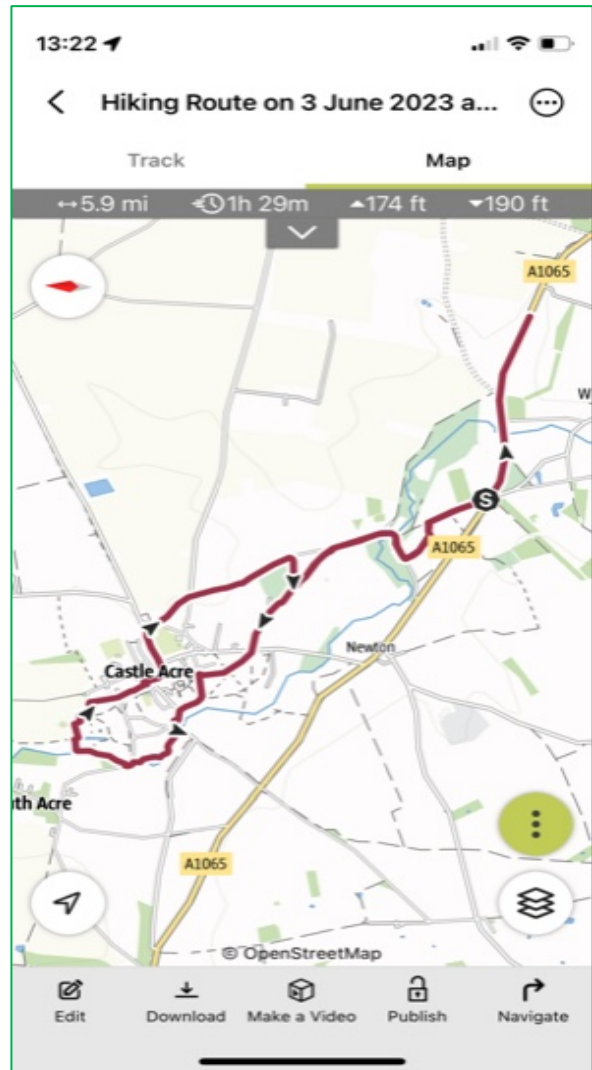 13:22
Hiking Route on 3 June 2023 a...
Track Map
5.9 mi 1h 29m 174 ft 190 ft
A1065
W
S
A1065
Newton
Castle Acre
th Acre
A1065
© OpenStreetMap
Edit Download Make a Video Publish Navigate